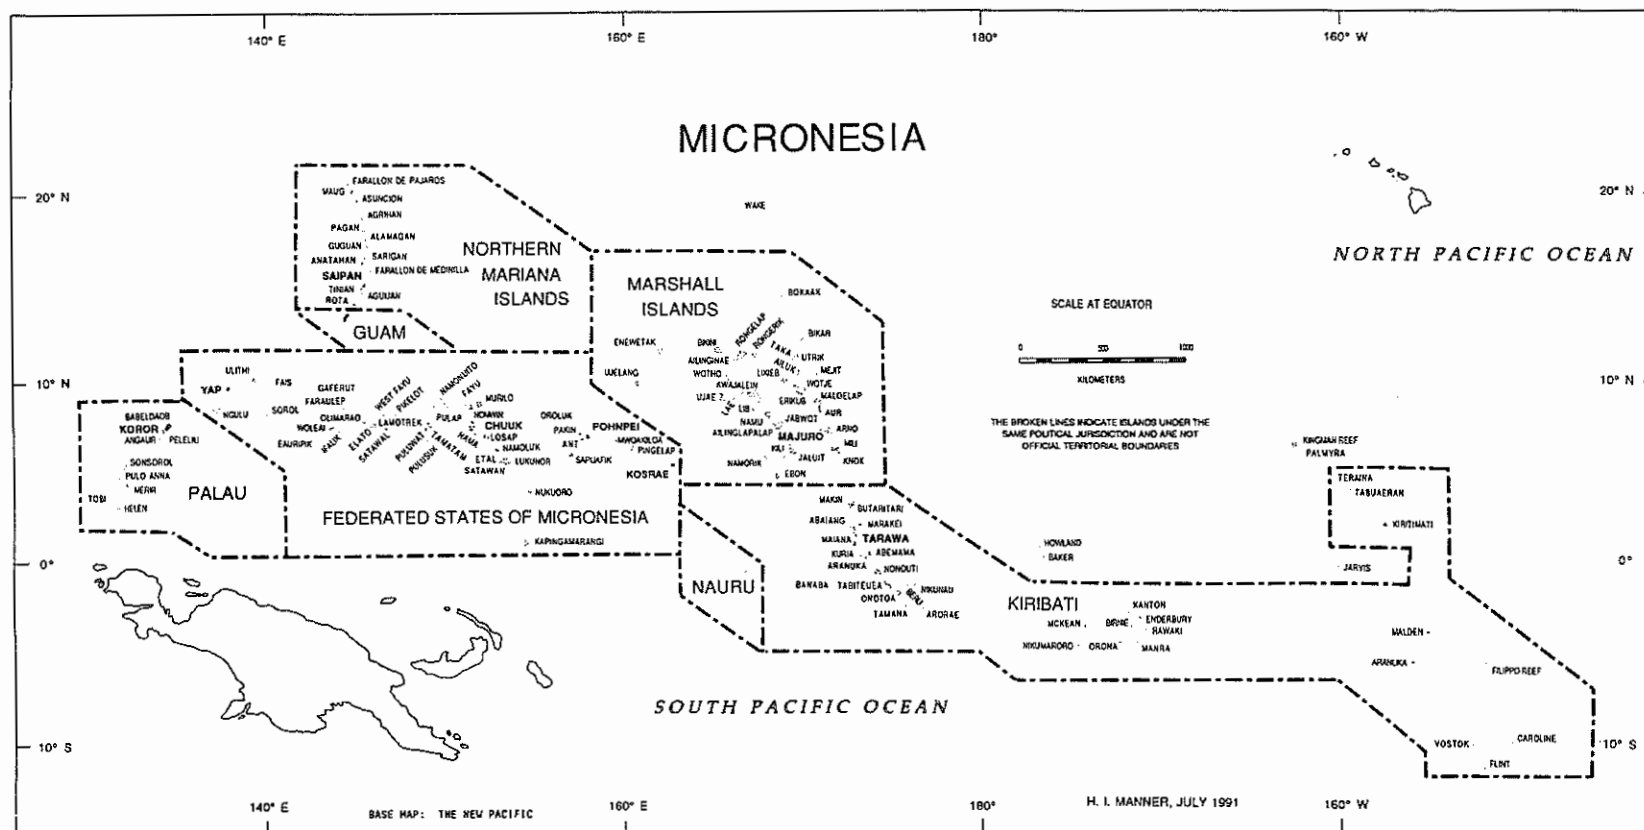 140° E
160° E
180°
160° W
MICRONESIA
20° N
20° N
FARALLON DE PAJAROS
MAUG
ASUNCION
AGRIHAN
PAGAN
ALAMAGAN
GUGUAN
SARIGAN
ANATAHAN
FARALLON DE MEDINILLA
SAIPAN
TINIAN
AGUIJAN
ROTA
NORTHERN
MARIANA
ISLANDS
WAKE
NORTH PACIFIC OCEAN
GUAM
MARSHALL
ISLANDS
BOKAAK
SCALE AT EQUATOR
0 500 1000
KILOMETERS
ENEWETAK
BIKINI
RONGELAP
RONGERIK
TAKA
BIKAR
AILINGINAE
UTRIK
AILUK
MEJIT
UJELANG
WOTHO
LIKIEB
WOTJE
KWAJALEIN
UJAE
LAE
LIB
ERIKUB
MALOELAP
AUR
NAMU
JABWOT
AILINGLAPALAP
MAJURO
ARNO
MILI
KILI
JALUIT
KNOX
NAMORIK
EBON
THE BROKEN LINES INDICATE ISLANDS UNDER THE
SAME POLITICAL JURISDICTION AND ARE NOT
OFFICIAL TERRITORIAL BOUNDARIES
10° N
10° N
ULITHI
YAP
FAIS
NGULU
SOROL
GAFERUT
FARAULEP
OLIMARAO
WOLEAI
EAURIPIK
IFALIK
ELATO
SATAWAL
WEST FAYU
PIKELOT
LAMOTREK
PULUWAT
PULUSUK
TAMATAM
PULAP
NAMONUITO
FAYU
MURILO
NOMWIN
CHUUK
NAMA
LOSAP
NAMOLUK
ETAL
LUKUNOR
SATAWAN
OROLUK
PAKIN
POHNPEI
ANT
MWOKILOA
PINGELAP
SAPUAFIK
KOSRAE
NUKUORO
FEDERATED STATES OF MICRONESIA
KAPINGAMARANGI
BABELDAOB
KOROR
ANGAUR
PELELIU
SONSOROL
PULO ANNA
MERIR
TOBI
HELEN
PALAU
KINGMAN REEF
PALMYRA
TERAINA
TABUAERAN
KIRITIMATI
JARVIS
HOWLAND
BAKER
MAKIN
BUTARITARI
ABAIANG
MARAKEI
MAIANA
TARAWA
KURIA
ABEMAMA
ARANUKA
NONOUTI
BANABA
TABITEUEA
BERU
NIKUNAU
ONOTOA
TAMANA
ARORAE
0°
0°
NAURU
KIRIBATI
KANTON
MCKEAN
BIRNIE
ENDERBURY
RAWAKI
NIKUMARORO
ORONA
MANRA
MALDEN
ARANUKA
FILIPPO REEF
SOUTH PACIFIC OCEAN
10° S
10° S
VOSTOK
CAROLINE
FLINT
140° E
160° E
180°
160° W
BASE MAP: THE NEW PACIFIC
H. I. MANNER, JULY 1991